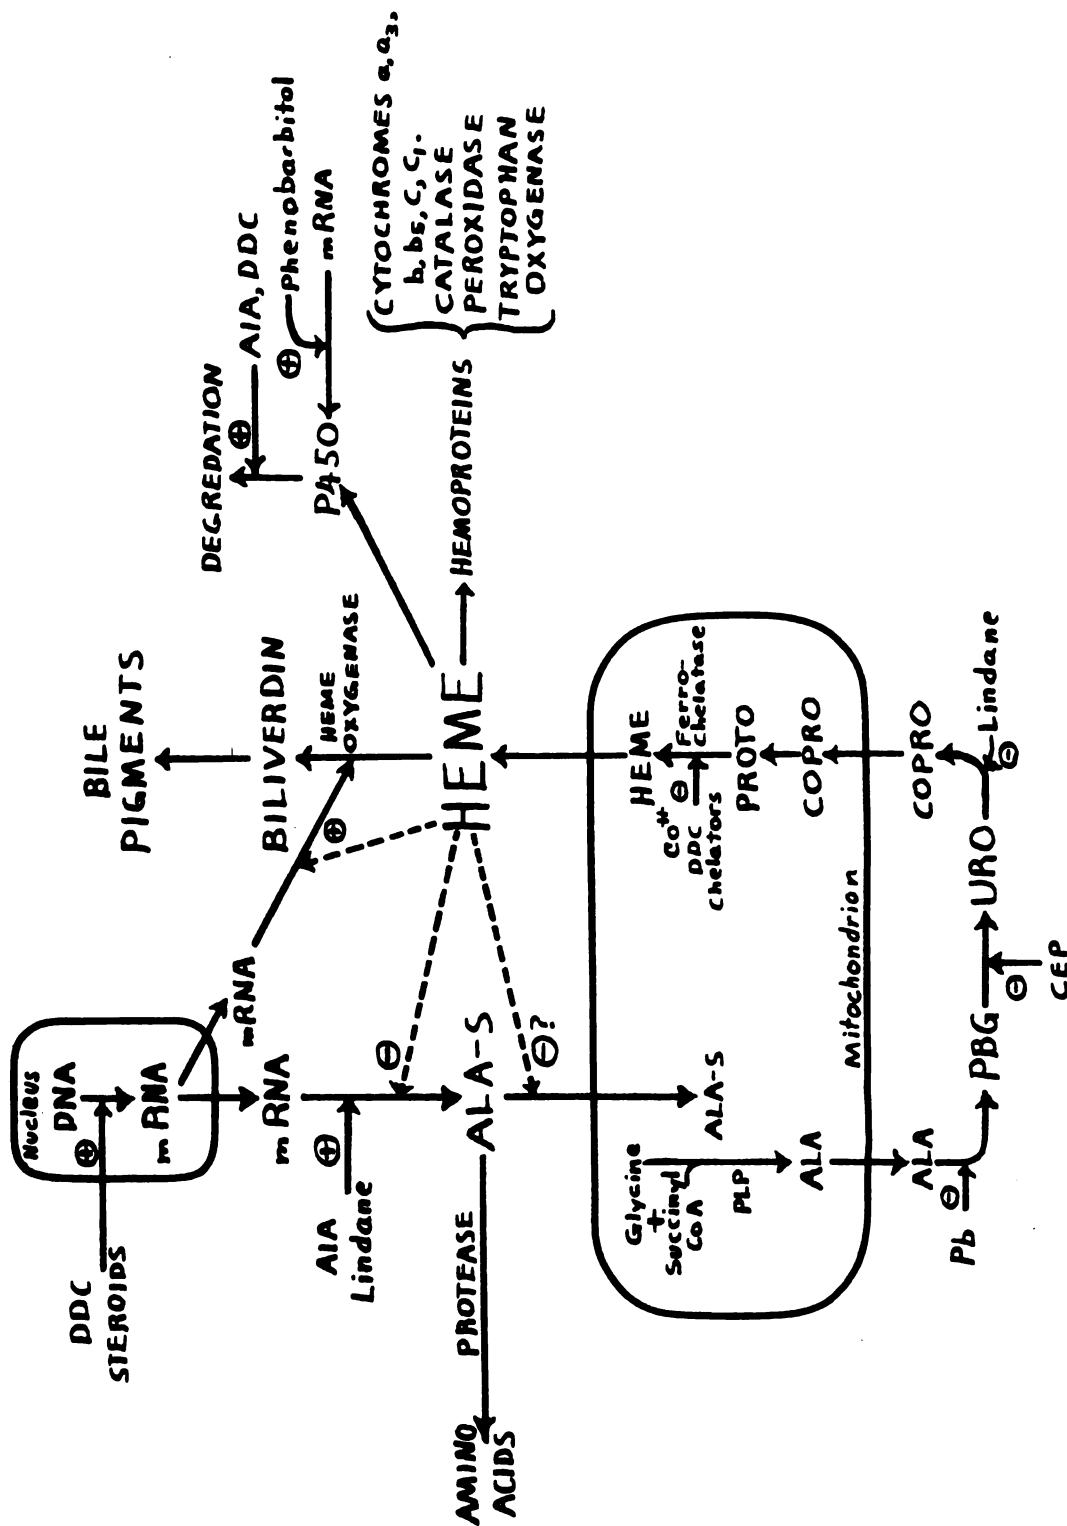 Nucleus
DNA
⊕
mRNA
DDC
STEROIDS
mRNA
mRNA
⊕
AIA
Lindane
⊖
ALA-S
⊖?
PROTEASE
AMINO
ACIDS
BILE
PIGMENTS
BILIVERDIN
HEME
OXYGENASE
⊕
HEME
DEGREDATION
⊕
AIA, DDC
P450
⊕
Phenobarbitol
mRNA
HEMOPROTEINS
CYTOCHROMES a, a3,
b, b5, c, c1.
CATALASE
PEROXIDASE
TRYPTOPHAN
OXYGENASE
Glycine
+
Succinyl
CoA
PLP
ALA-S
ALA
Mitochondrion
HEME
Ferro-
chelatase
Co++
DDC
chelators
⊖
PROTO
COPRO
ALA
Pb
⊖
PBG
⊖
CEP
URO
COPRO
⊖
Lindane